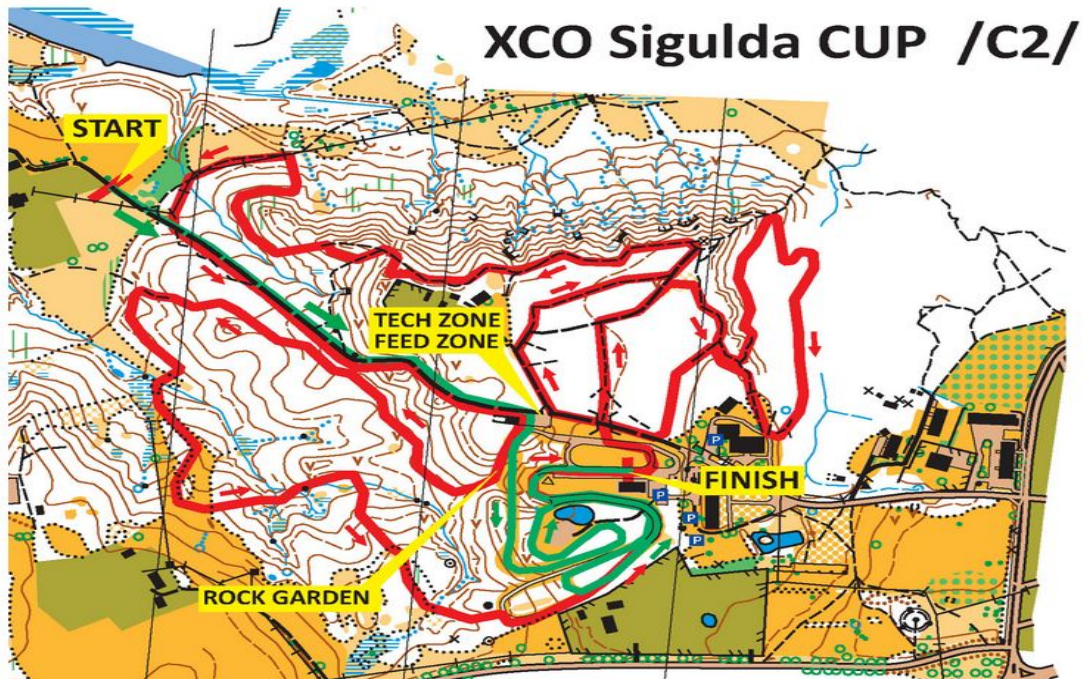 XCO Sigulda CUP /C2/
START
TECH ZONE
FEED ZONE
P
FINISH
P
P
P
ROCK GARDEN